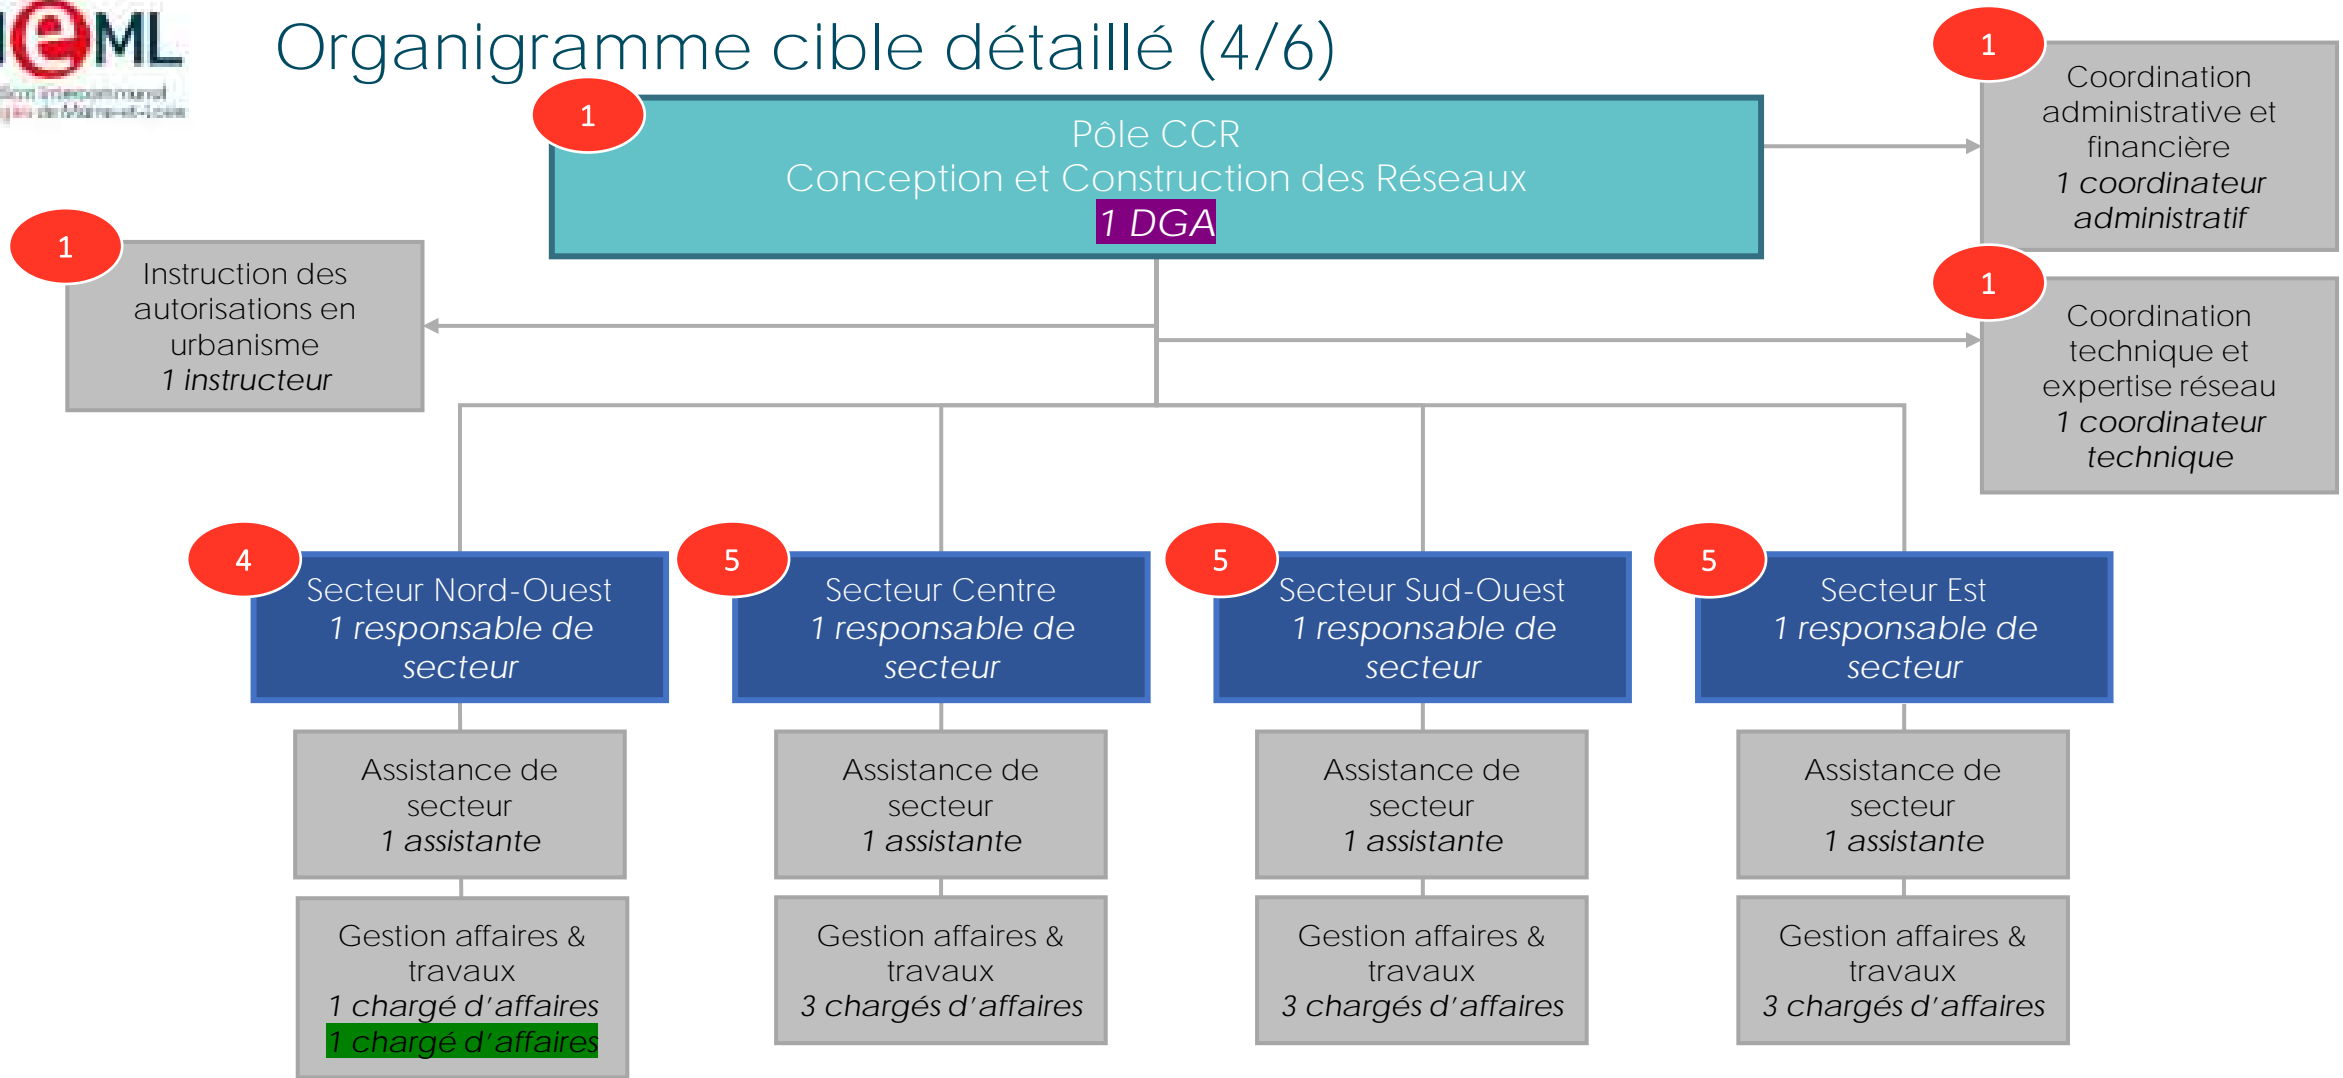 eML
Organigramme cible détaillé (4/6)
1
Pôle CCR
Conception et Construction des Réseaux
1 DGA
1
Coordination
administrative et
financière
1 coordinateur
administratif
1
Instruction des
autorisations en
urbanisme
1 instructeur
1
Coordination
technique et
expertise réseau
1 coordinateur
technique
4
Secteur Nord-Ouest
1 responsable de
secteur
5
Secteur Centre
1 responsable de
secteur
5
Secteur Sud-Ouest
1 responsable de
secteur
5
Secteur Est
1 responsable de
secteur
Assistance de
secteur
1 assistante
Assistance de
secteur
1 assistante
Assistance de
secteur
1 assistante
Assistance de
secteur
1 assistante
Gestion affaires &
travaux
1 chargé d’affaires
1 chargé d’affaires
Gestion affaires &
travaux
3 chargés d’affaires
Gestion affaires &
travaux
3 chargés d’affaires
Gestion affaires &
travaux
3 chargés d’affaires